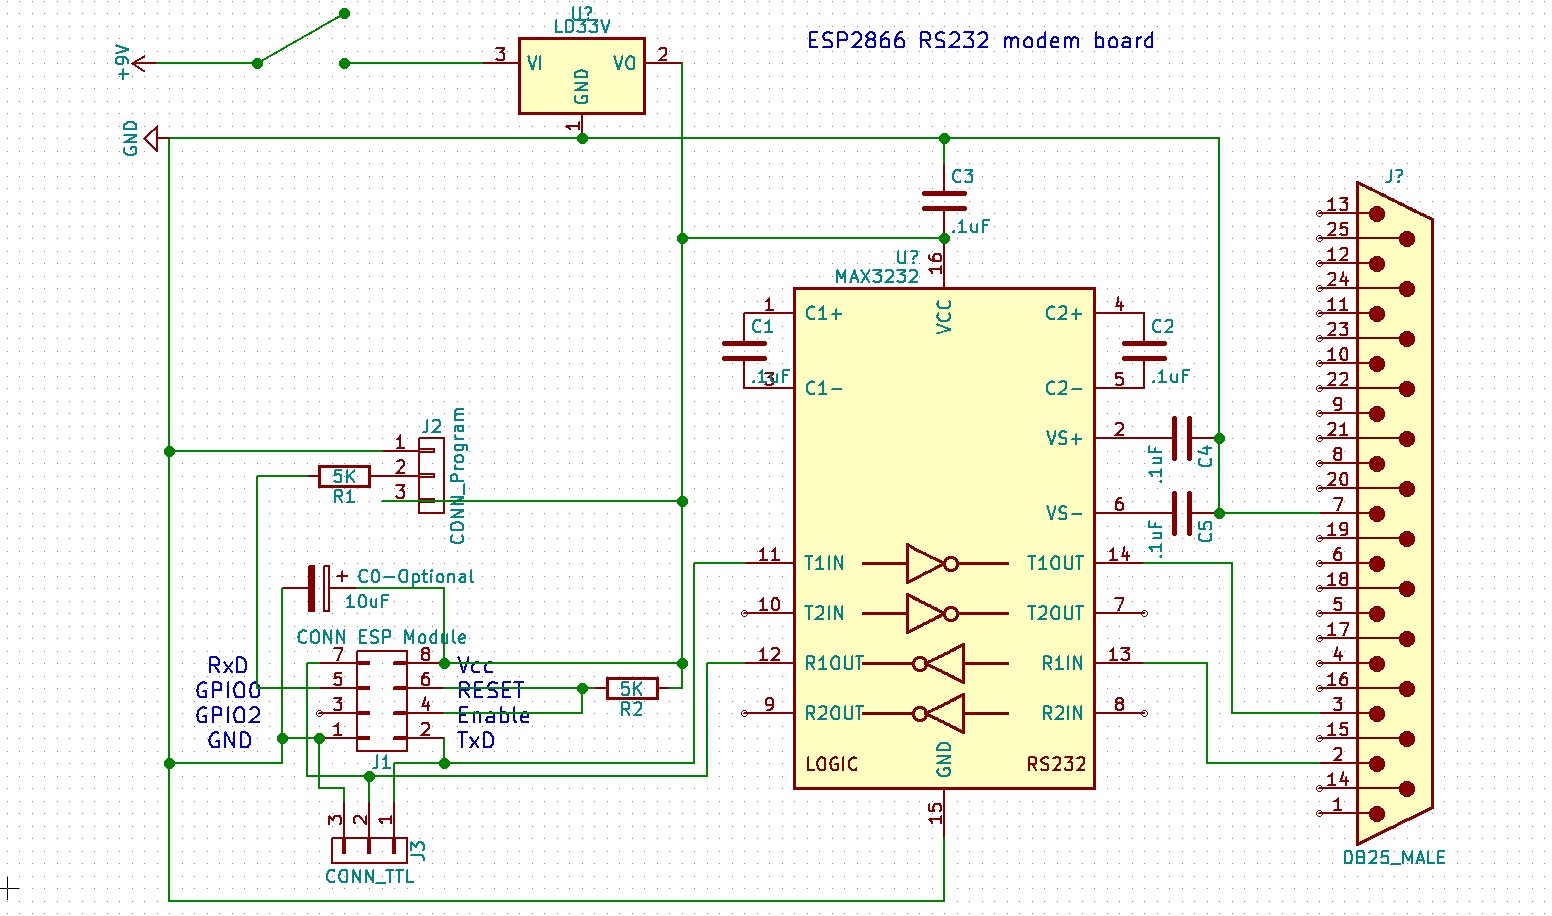 ESP2866 RS232 modem board
+9V
GND
U?
LD33V
3 VI VO 2
GND
1
C3
.1uF
U?
MAX3232
16
VCC
1 C1+ C2+ 4
C1
.1uF
3 C1- C2- 5
C2
.1uF
VS+ 2
C4
.1uF
VS- 6
C5
.1uF
11 T1IN T1OUT 14
10 T2IN T2OUT 7
12 R1OUT R1IN 13
9 R2OUT R2IN 8
LOGIC GND RS232
15
J2
1
2
3
CONN_Program
5K
R1
+ C0-Optional
10uF
CONN ESP Module
RxD 7 8 Vcc
GPIO0 5 6 RESET
GPIO2 3 4 Enable
GND 1 2 TxD
J1
5K
R2
3 2 1
J3
CONN_TTL
J?
13
25
12
24
11
23
10
22
9
21
8
20
7
19
6
18
5
17
4
16
3
15
2
14
1
DB25_MALE